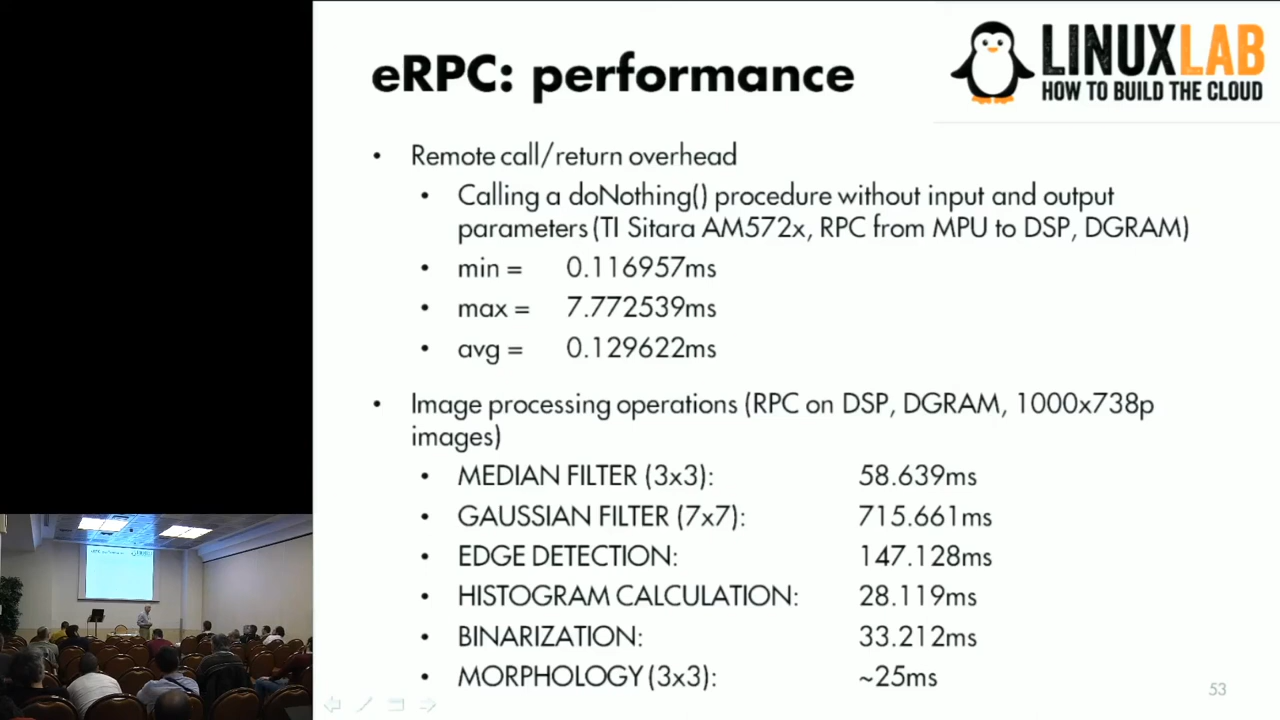 eRPC: performance
LINUXLAB
HOW TO BUILD THE CLOUD
• Remote call/return overhead
• Calling a doNothing() procedure without input and output
parameters (TI Sitara AM572x, RPC from MPU to DSP, DGRAM)
• min = 0.116957ms
• max = 7.772539ms
• avg = 0.129622ms
• Image processing operations (RPC on DSP, DGRAM, 1000x738p
images)
• MEDIAN FILTER (3x3): 58.639ms
• GAUSSIAN FILTER (7x7): 715.661ms
• EDGE DETECTION: 147.128ms
• HISTOGRAM CALCULATION: 28.119ms
• BINARIZATION: 33.212ms
• MORPHOLOGY (3x3): ~25ms
53